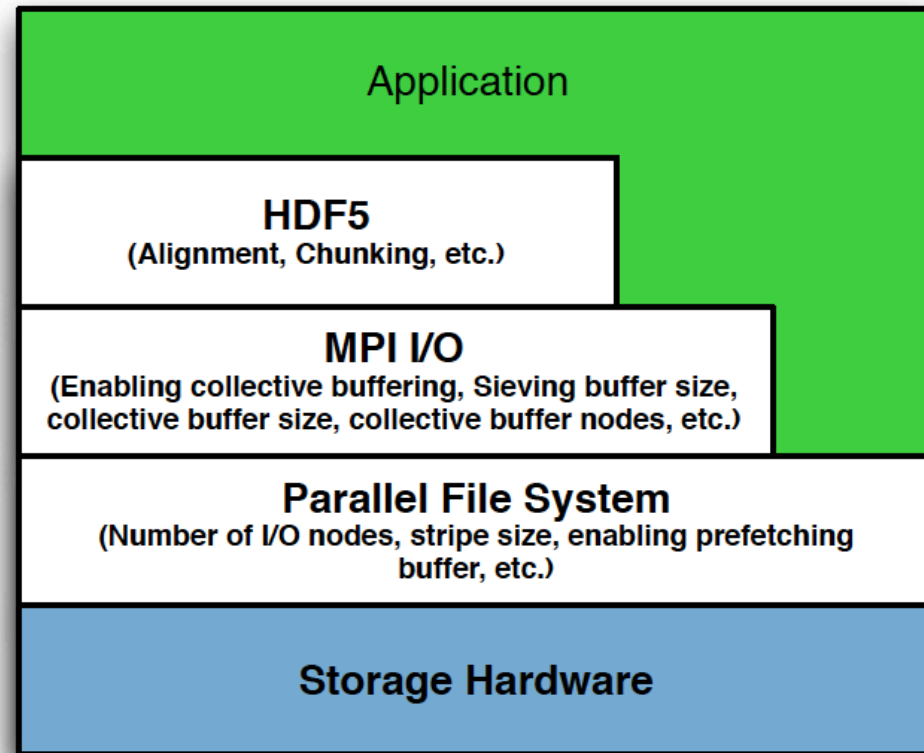 Application
HDF5
(Alignment, Chunking, etc.)
MPI I/O
(Enabling collective buffering, Sieving buffer size,
collective buffer size, collective buffer nodes, etc.)
Parallel File System
(Number of I/O nodes, stripe size, enabling prefetching
buffer, etc.)
Storage Hardware